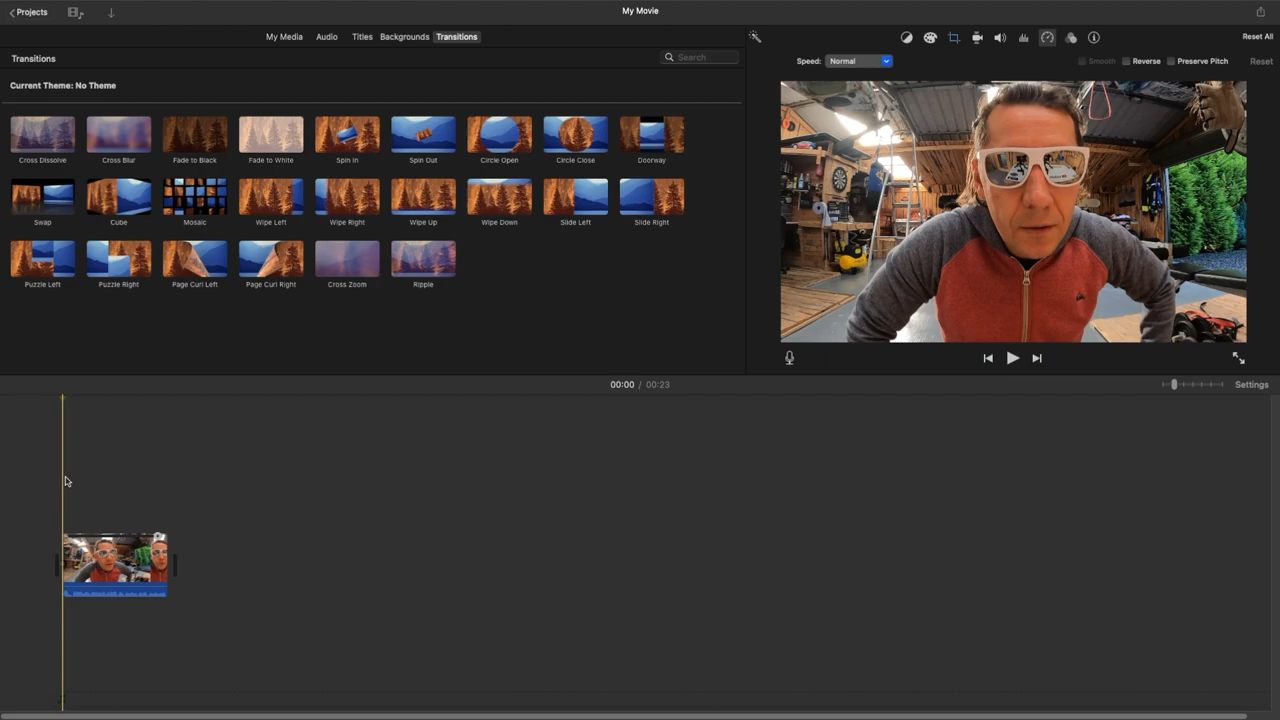 Projects
My Movie
My Media Audio Titles Backgrounds Transitions
Reset All
Transitions
Search
Speed: Normal Smooth Reverse Preserve Pitch Reset
Current Theme: No Theme
Cross Dissolve Cross Blur Fade to Black Fade to White Spin In Spin Out Circle Open Circle Close Doorway
Swap Cube Mosaic Wipe Left Wipe Right Wipe Up Wipe Down Slide Left Slide Right
Puzzle Left Puzzle Right Page Curl Left Page Curl Right Cross Zoom Ripple
00:00 / 00:23
Settings